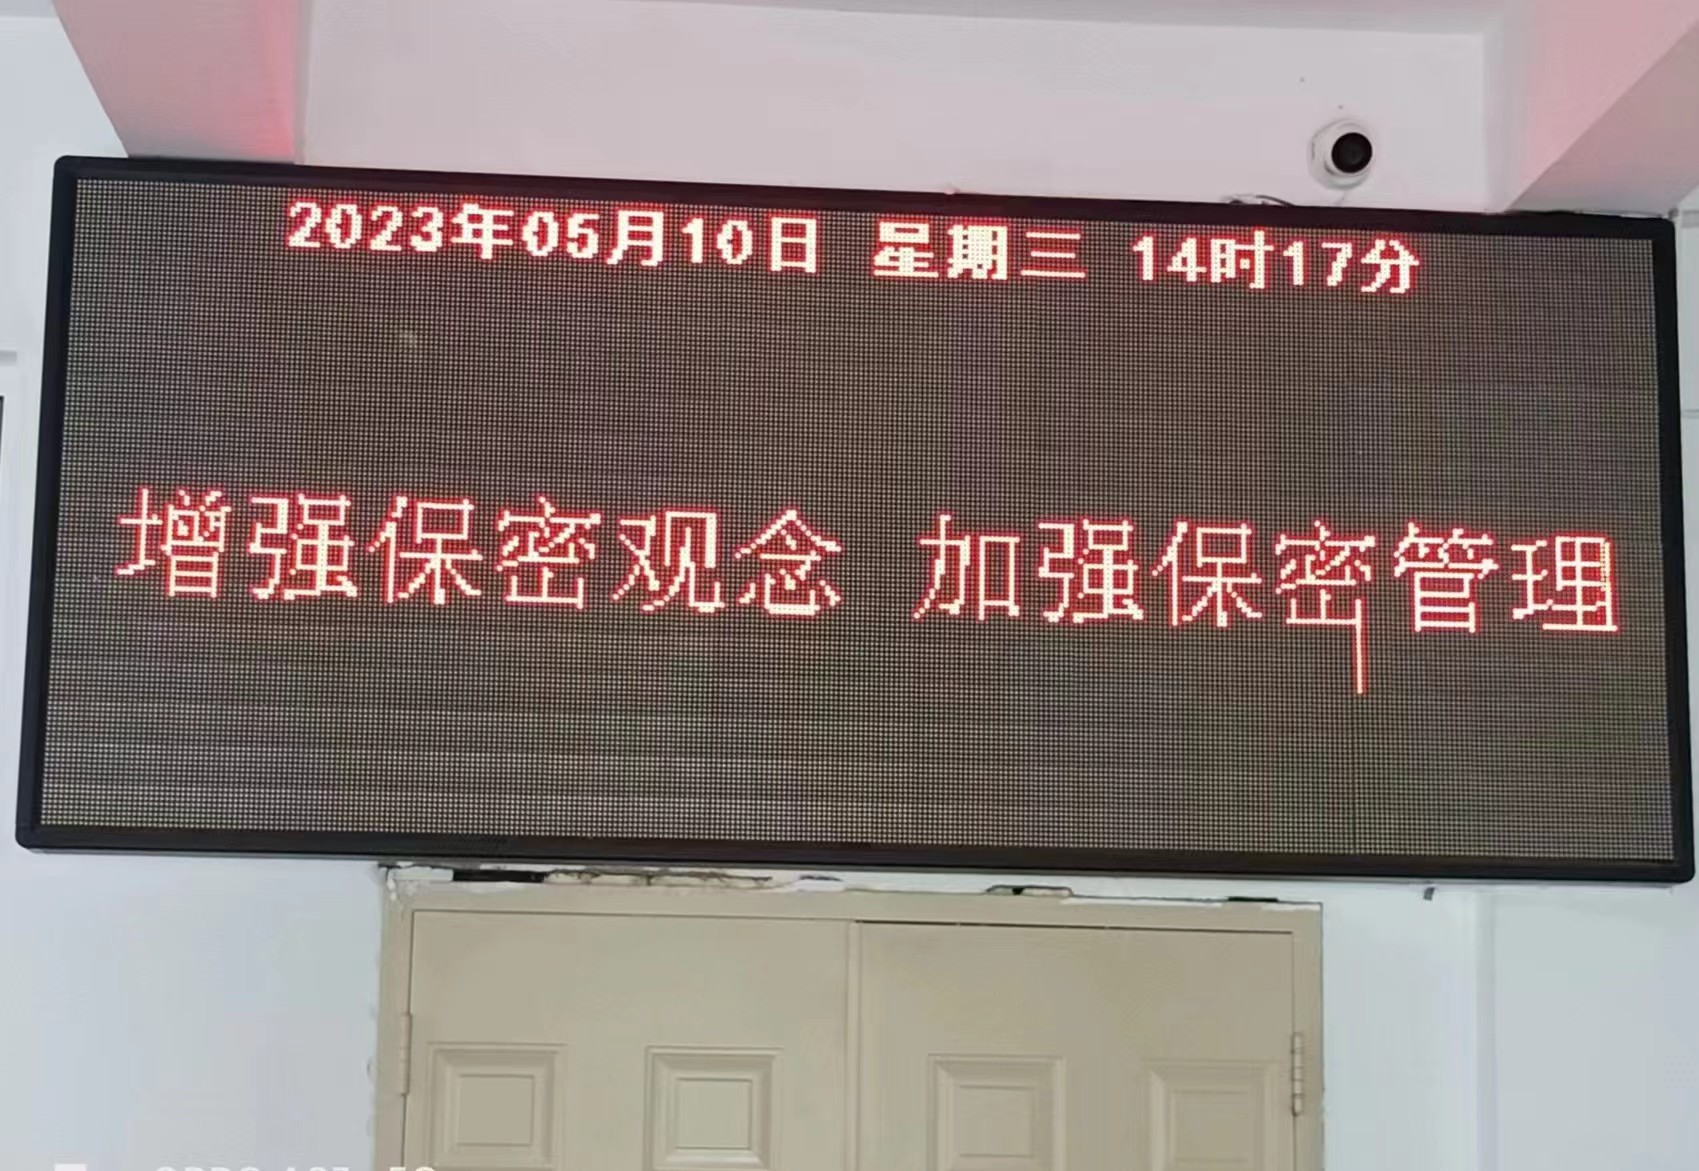 2023年05月10日 星期三 14时17分
增强保密观念 加强保密管理